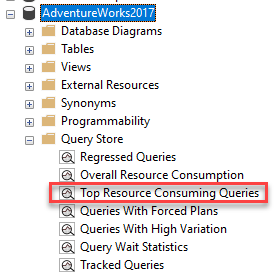 AdventureWorks2017
Database Diagrams
Tables
Views
External Resources
Synonyms
Programmability
Query Store
Regressed Queries
Overall Resource Consumption
Top Resource Consuming Queries
Queries With Forced Plans
Queries With High Variation
Query Wait Statistics
Tracked Queries